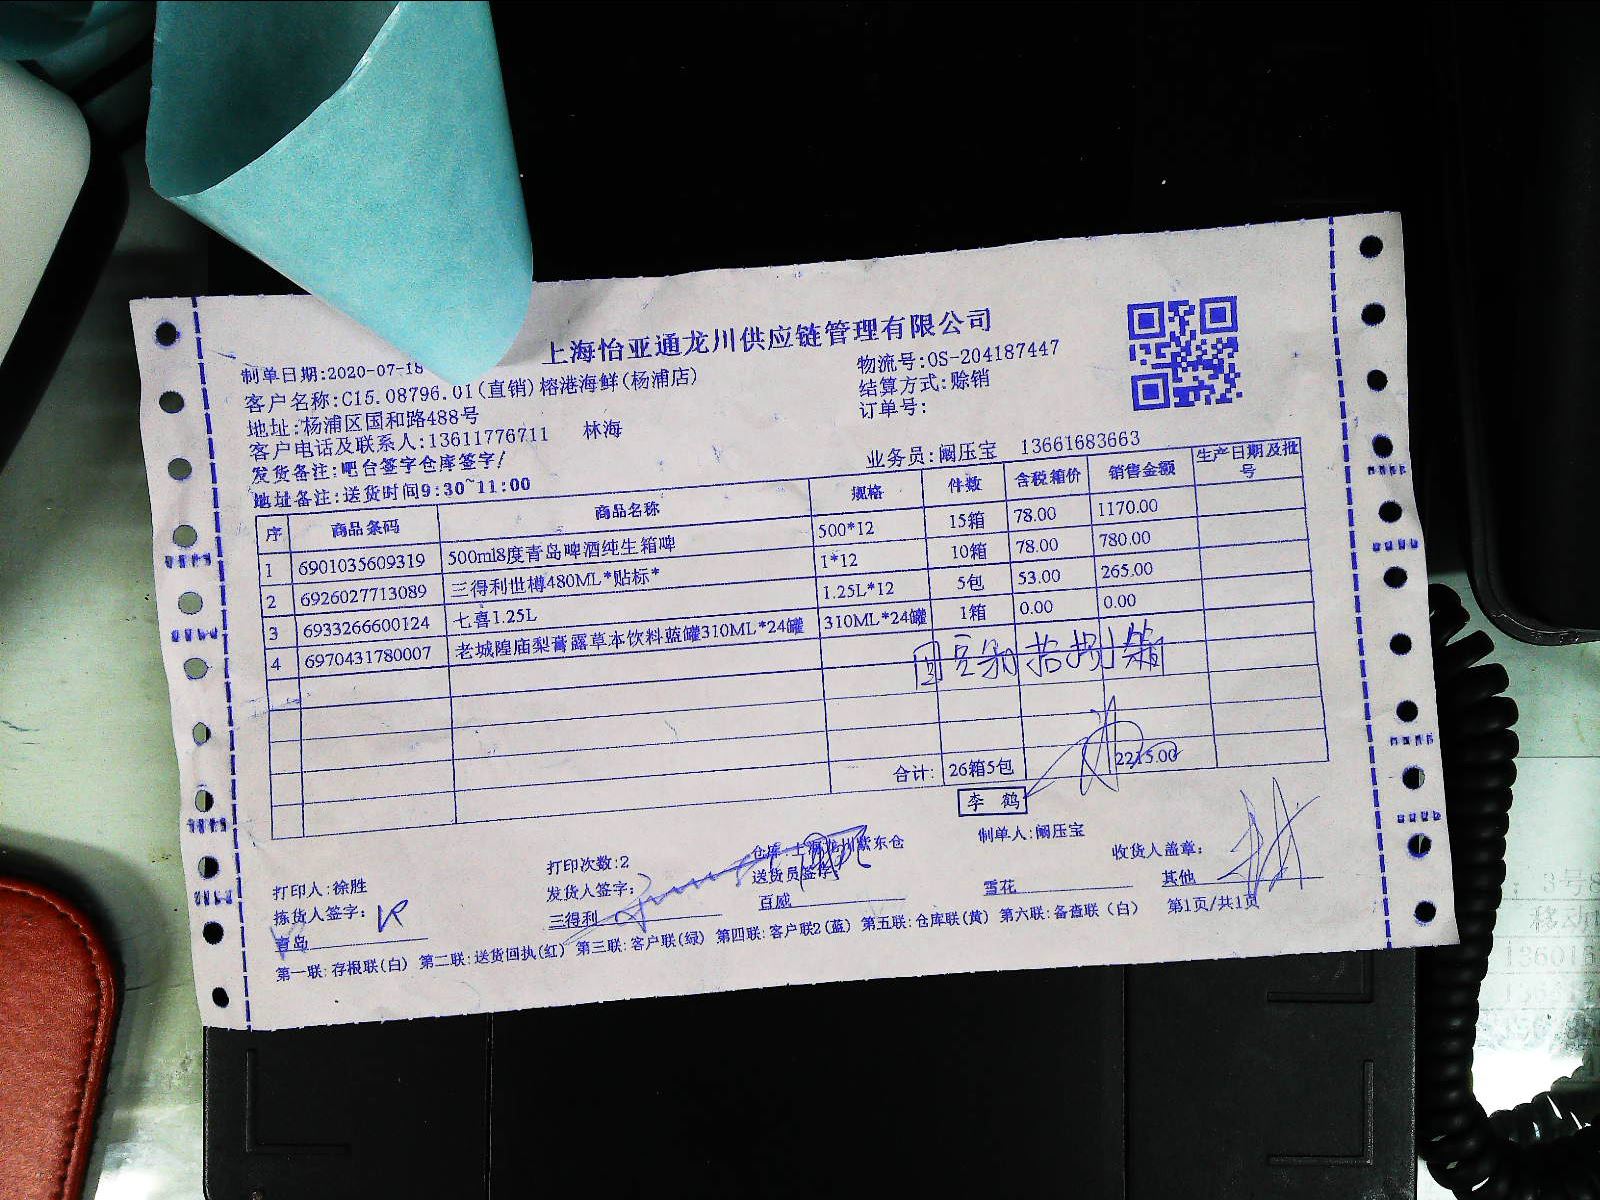 上海怡亚通龙川供应链管理有限公司
制单日期:2020-07-18
物流号:OS-204187447
客户名称:C15.08796.01(直销)榕港海鲜(杨浦店)
结算方式:赊销
地址:杨浦区国和路488号
订单号:
客户电话及联系人:13611776711 林海
业务员:阚压宝 13661683663
发货备注:吧台签字仓库签字/
地址备注:送货时间9:30~11:00
序 商品条码 商品名称 规格 件数 含税箱价 销售金额 生产日期及批号
1 6901035609319 500ml8度青岛啤酒纯生箱啤 500*12 15箱 78.00 1170.00
2 6926027713089 三得利世樽480ML*贴标* 1*12 10箱 78.00 780.00
3 6933266600124 七喜1.25L 1.25L*12 5包 53.00 265.00
4 6970431780007 老城隍庙梨膏露草本饮料蓝罐310ML*24罐 310ML*24罐 1箱 0.00 0.00
合计: 26箱5包 2215.00
李 鹤
打印人:徐胜 打印次数:2 仓库:上海龙川紫东仓 制单人:阚压宝
拣货人签字: 发货人签字: 送货员签字: 收货人盖章:
青岛 三得利 百威 雪花 其他
第一联:存根联(白) 第二联:送货回执(红) 第三联:客户联(绿) 第四联:客户联2(蓝) 第五联:仓库联(黄) 第六联:备查联(白) 第1页/共1页